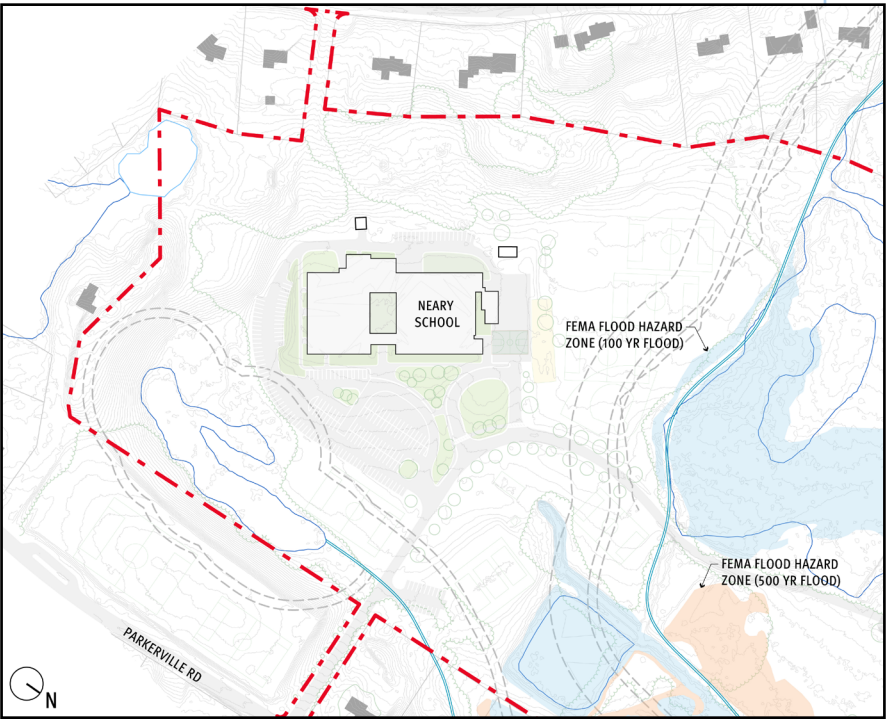 NEARY
SCHOOL
FEMA FLOOD HAZARD
ZONE (100 YR FLOOD)
FEMA FLOOD HAZARD
ZONE (500 YR FLOOD)
PARKERVILLE RD
N